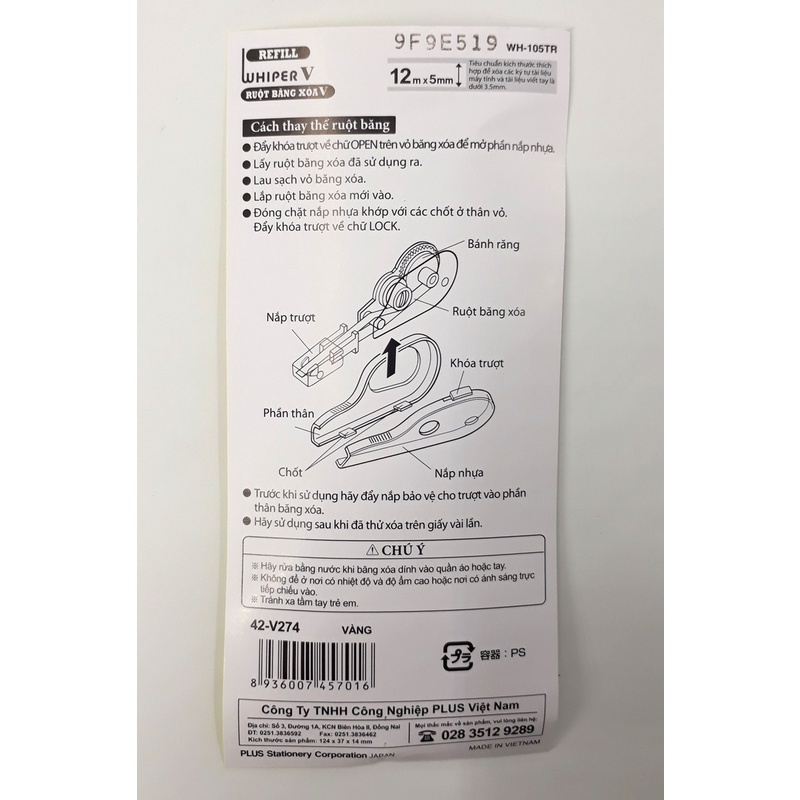 9F9E519 WH-105TR
REFILL
WHIPER V
RUỘT BĂNG XÓA V
12m x 5mm
Tiêu chuẩn kích thước thích
hợp để xóa các ký tự tài liệu
máy tính và tài liệu viết tay là
dưới 3.5mm.
Cách thay thế ruột băng
● Đẩy khóa trượt về chữ OPEN trên vỏ băng xóa để mở phần nắp nhựa.
● Lấy ruột băng xóa đã sử dụng ra.
● Lau sạch vỏ băng xóa.
● Lắp ruột băng xóa mới vào.
● Đóng chặt nắp nhựa khớp với các chốt ở thân vỏ.
Đẩy khóa trượt về chữ LOCK.
Bánh răng
Ruột băng xóa
Nắp trượt
Khóa trượt
Phần thân
Chốt
Nắp nhựa
● Trước khi sử dụng hãy đẩy nắp bảo vệ cho trượt vào phần
thân băng xóa.
● Hãy sử dụng sau khi đã thử xóa trên giấy vài lần.
⚠ CHÚ Ý
※ Hãy rửa bằng nước khi băng xóa dính vào quần áo hoặc tay.
※ Không để ở nơi có nhiệt độ và độ ẩm cao hoặc nơi có ánh sáng trực
tiếp chiếu vào.
※ Tránh xa tầm tay trẻ em.
42-V274 VÀNG
8 936007 457016
プラ 容器 : PS
Công Ty TNHH Công Nghiệp PLUS Việt Nam
Địa chỉ: Số 3, Đường 1A, KCN Biên Hòa II, Đồng Nai
ĐT: 0251.3836592 Fax: 0251.3836462
Kích thước sản phẩm: 124 x 37 x 14 mm
Mọi thắc mắc về sản phẩm, vui lòng liên hệ:
☎ 028 3512 9289
PLUS Stationery Corporation JAPAN
MADE IN VIETNAM